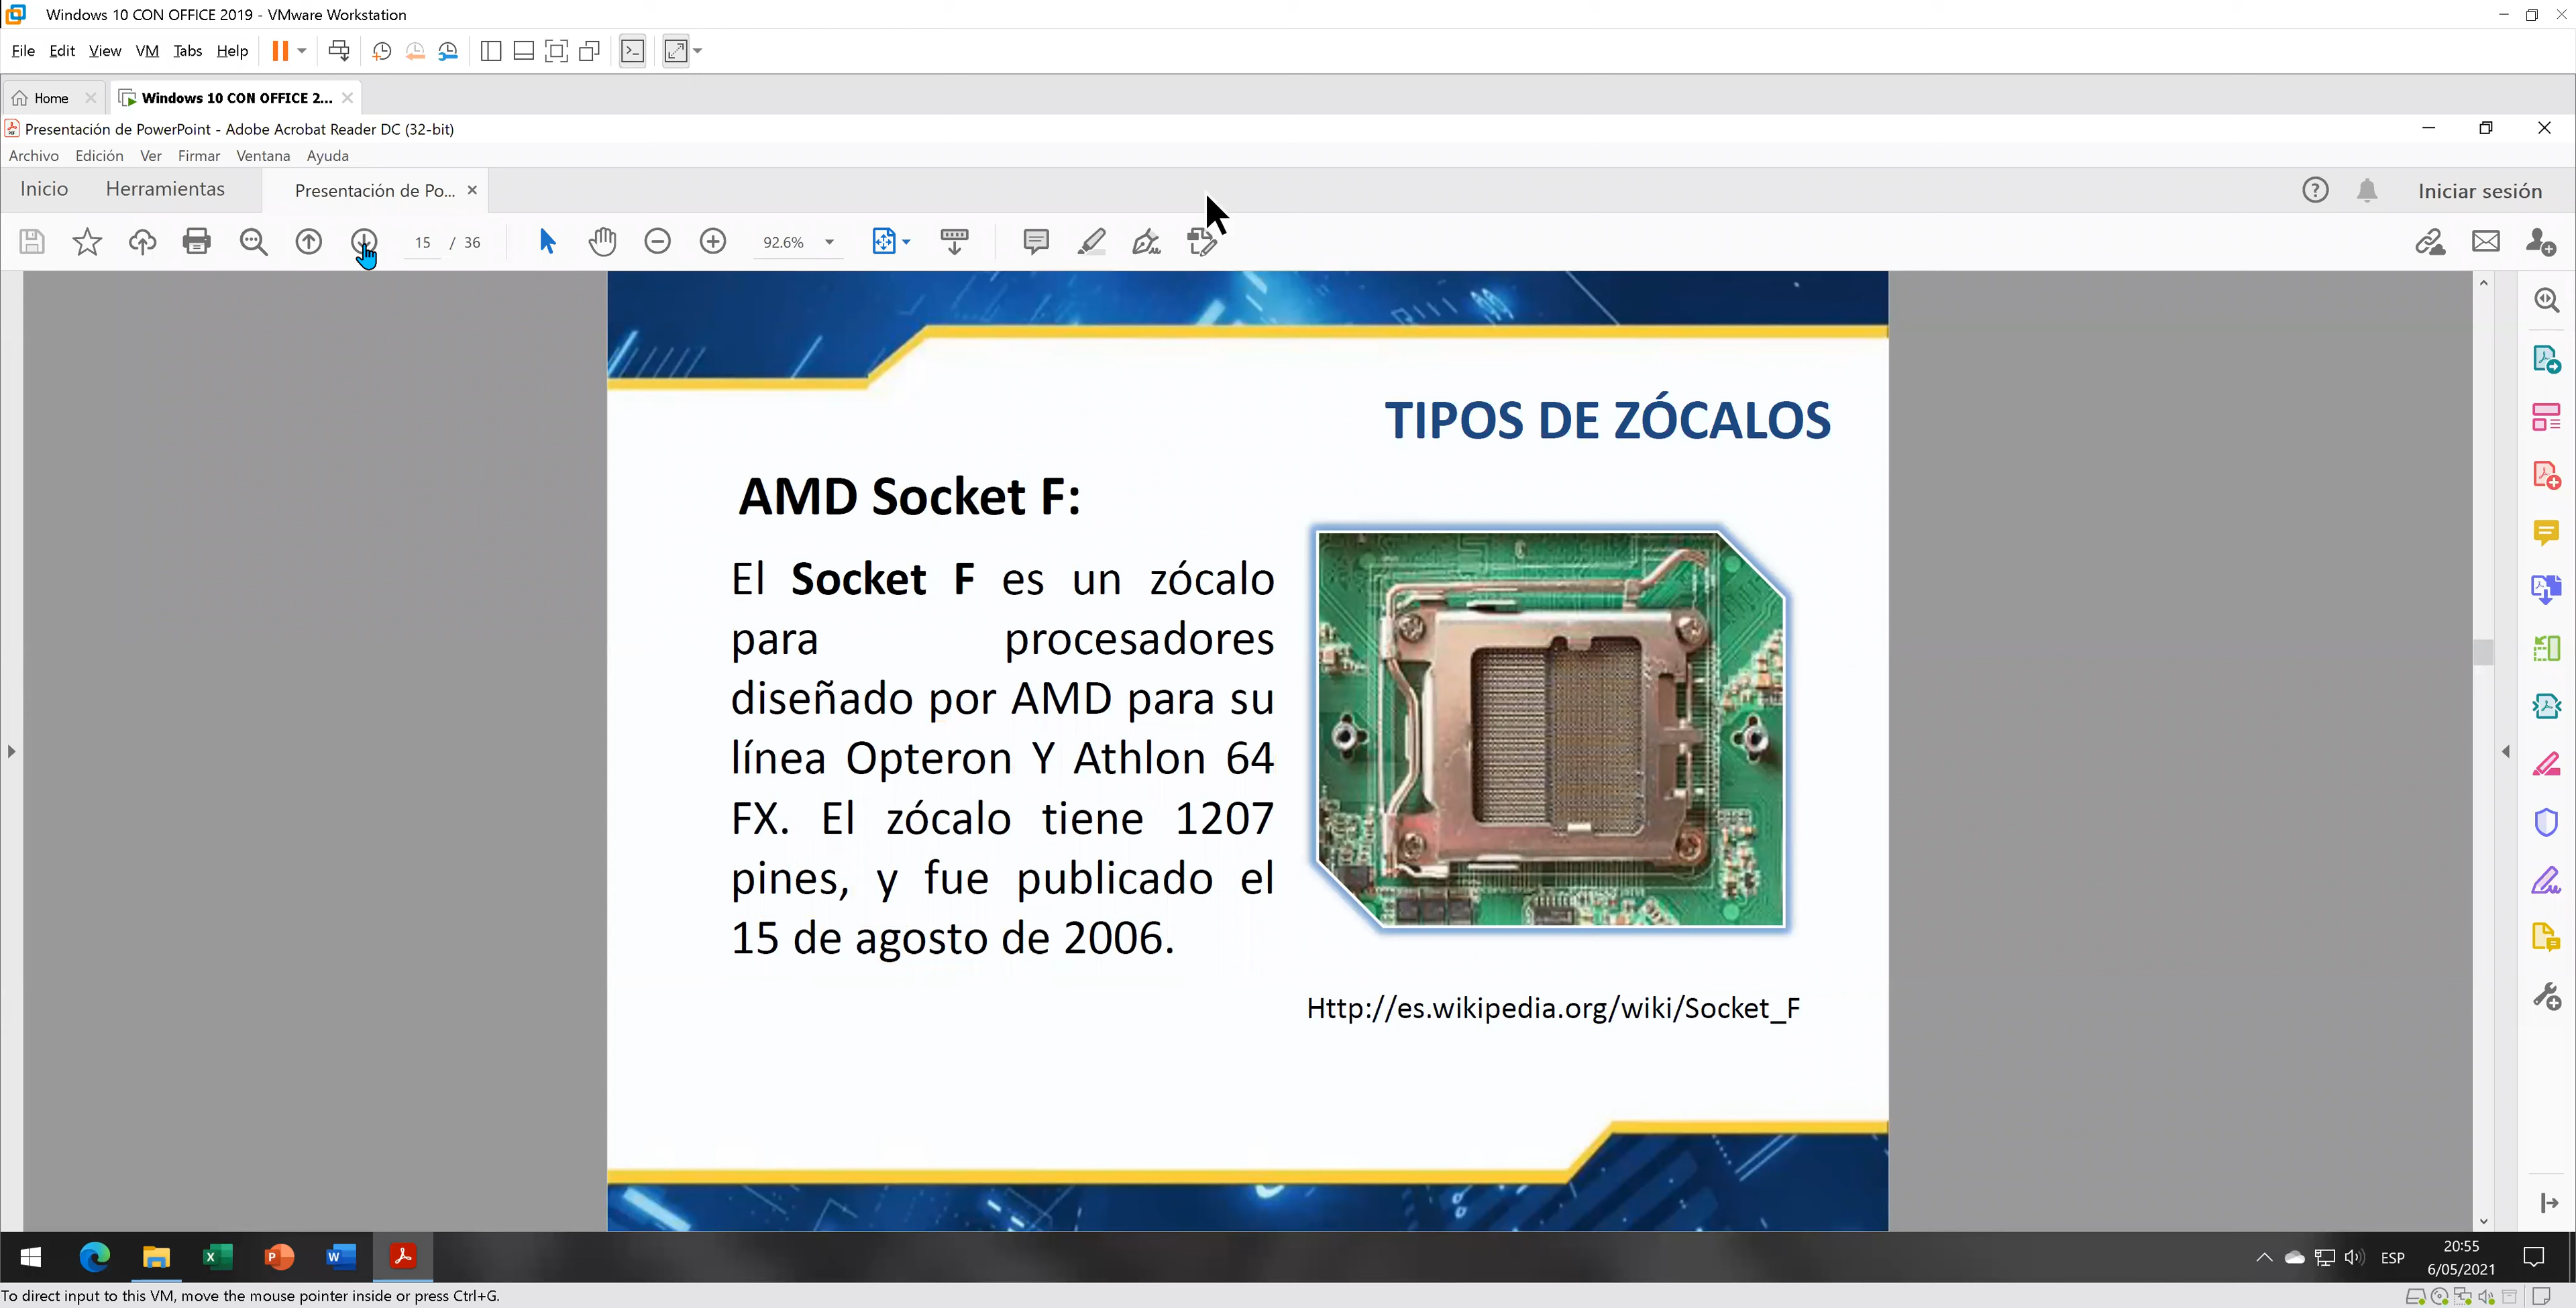 Windows 10 CON OFFICE 2019 - VMware Workstation
File Edit View VM Tabs Help
Home
Windows 10 CON OFFICE 2...
Presentación de PowerPoint - Adobe Acrobat Reader DC (32-bit)
Archivo Edición Ver Firmar Ventana Ayuda
Inicio Herramientas Presentación de Po... Iniciar sesión
15 / 36 92.6%
TIPOS DE ZÓCALOS
AMD Socket F:
El Socket F es un zócalo
para procesadores
diseñado por AMD para su
línea Opteron Y Athlon 64
FX. El zócalo tiene 1207
pines, y fue publicado el
15 de agosto de 2006.
Http://es.wikipedia.org/wiki/Socket_F
ESP
20:55
6/05/2021
To direct input to this VM, move the mouse pointer inside or press Ctrl+G.